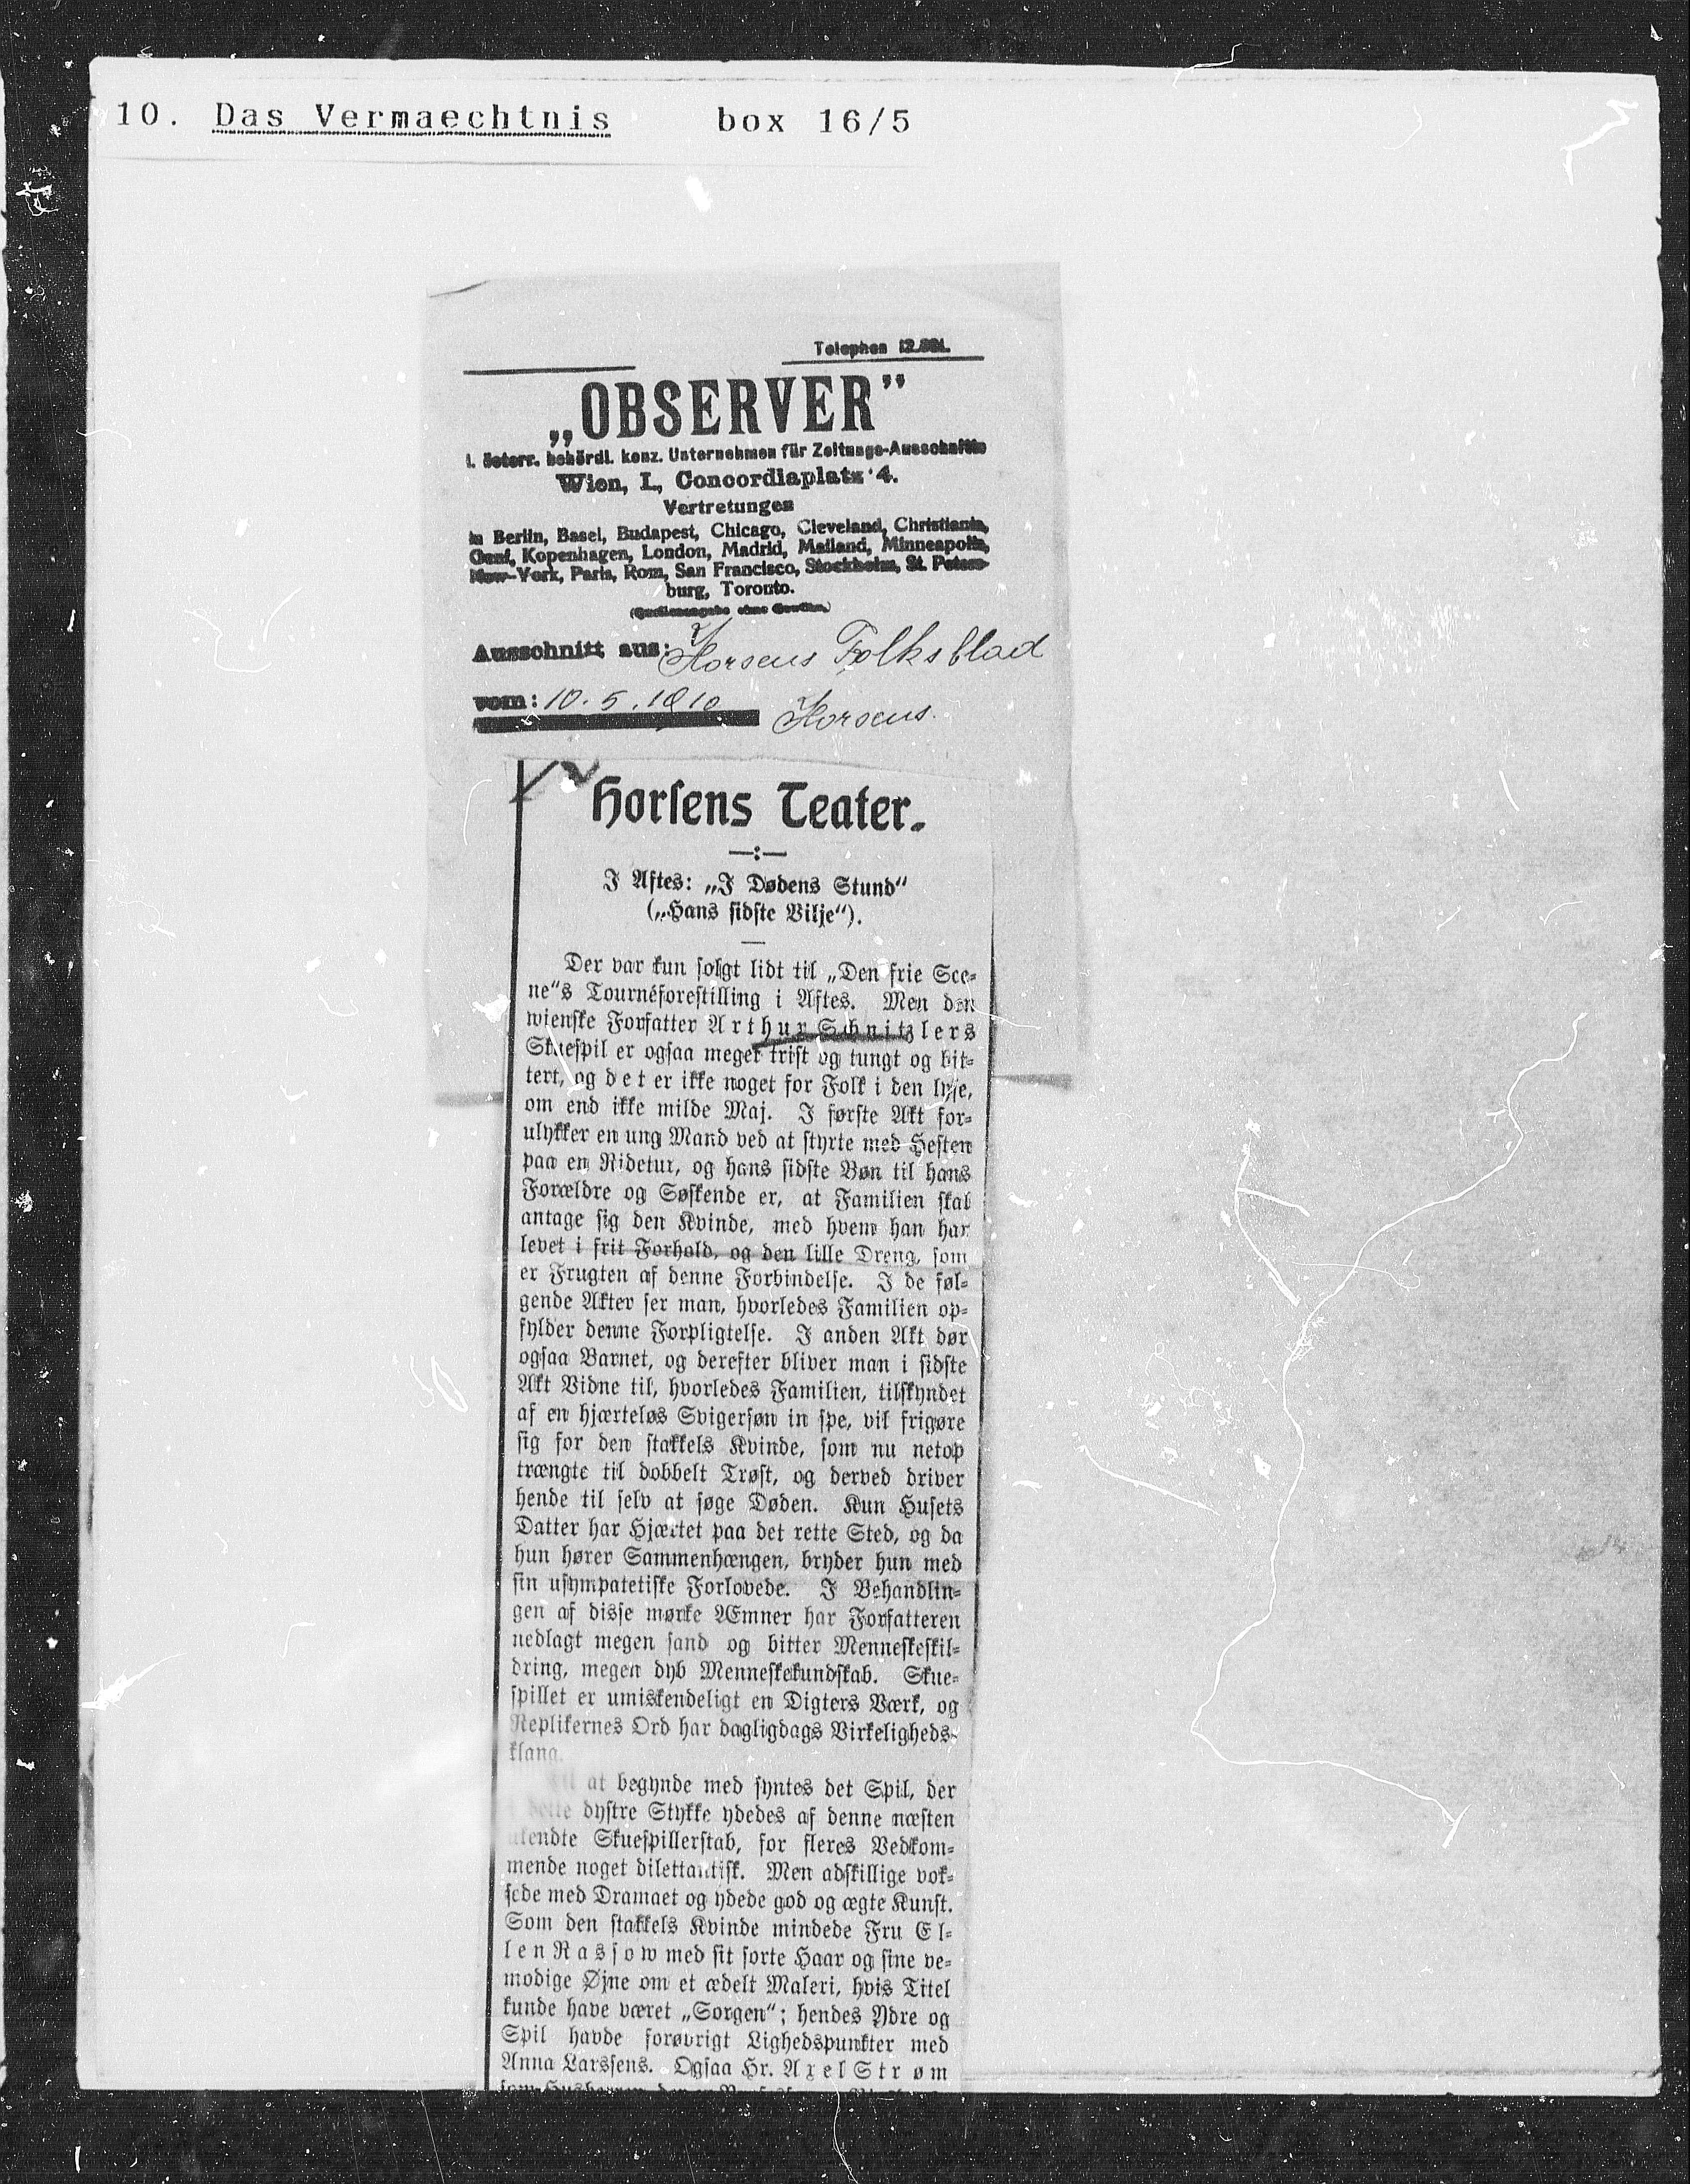 10. Das Vermaechtnis box 16/5
Telephon 12.801.
„OBSERVER”
I. österr. behördl. konz. Unternehmen für Zeitungs-Ausschnitte
Wien, I., Concordiaplatz 4.
Vertretungen
in Berlin, Basel, Budapest, Chicago, Cleveland, Christiania,
Genf, Kopenhagen, London, Madrid, Mailand, Minneapolis,
New-York, Paris, Rom, San Francisco, Stockholm, St. Peters-
burg, Toronto.
(Quellenangabe ohne Gewähr.)
Ausschnitt aus: Horsens Folksblad
vom: 10.5.1910 Horsens.
Horsens Teater.
—:—
I Aftes: „I Dødens Stund“
(„Hans sidste Vilje“).
Der var kun solgt lidt til „Den frie Sce-
ne“s Tournéforestilling i Aftes. Men den
wienske Forfatter Arthur Schnitzlers
Skuespil er ogsaa meget trist og tungt og bit-
tert, og det er ikke noget for Folk i den lyse,
om end ikke milde Maj. I første Akt for-
ulykker en ung Mand ved at styrte med Hesten
paa en Ridetur, og hans sidste Bøn til hans
Forældre og Søskende er, at Familien skal
antage sig den Kvinde, med hvem han har
levet i frit Forhold, og den lille Dreng, som
er Frugten af denne Forbindelse. I de føl-
gende Akter ser man, hvorledes Familien op-
fylder denne Forpligtelse. I anden Akt dør
ogsaa Barnet, og derefter bliver man i sidste
Akt Vidne til, hvorledes Familien, tilskyndet
af en hjærteløs Svigersøn in spe, vil frigøre
sig for den stakkels Kvinde, som nu netop
trængte til dobbelt Trøst, og derved driver
hende til selv at søge Døden. Kun Husets
Datter har Hjærtet paa det rette Sted, og da
hun hører Sammenhængen, bryder hun med
sin usympatetiske Forlovede. I Behandlin-
gen af disse mørke Æmner har Forfatteren
nedlagt megen sand og bitter Menneskeskil-
dring, megen dyb Menneskekundskab. Skue-
spillet er umiskendeligt en Digters Værk, og
Replikernes Ord har dagligdags Virkeligheds-
klang.
Til at begynde med syntes det Spil, der
i dette dystre Stykke ydedes af denne næsten
ukendte Skuespillerstab, for fleres Vedkom-
mende noget dilettantisk. Men adskillige vok-
sede med Dramaet og ydede god og ægte Kunst.
Som den stakkels Kvinde mindede Fru El-
len Rassow med sit sorte Haar og sine ve-
modige Øjne om et ædelt Maleri, hvis Titel
kunde have været „Sorgen“; hendes Ydre og
Spil havde forøvrigt Lighedspunkter med
Anna Larssens. Ogsaa Hr. Axel Strøm